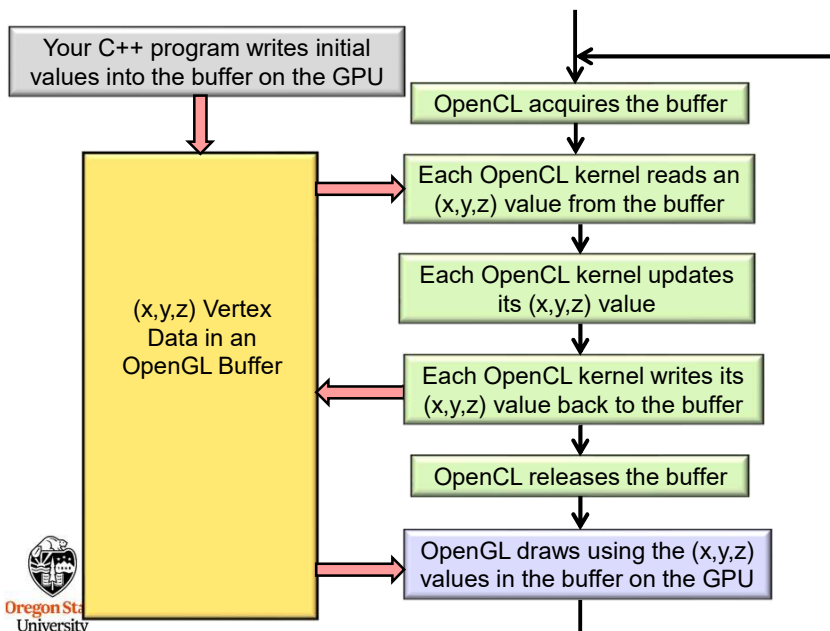 Your C++ program writes initial
values into the buffer on the GPU
OpenCL acquires the buffer
Each OpenCL kernel reads an
(x,y,z) value from the buffer
Each OpenCL kernel updates
its (x,y,z) value
(x,y,z) Vertex
Data in an
OpenGL Buffer
Each OpenCL kernel writes its
(x,y,z) value back to the buffer
OpenCL releases the buffer
OpenGL draws using the (x,y,z)
values in the buffer on the GPU
Oregon Sta
University